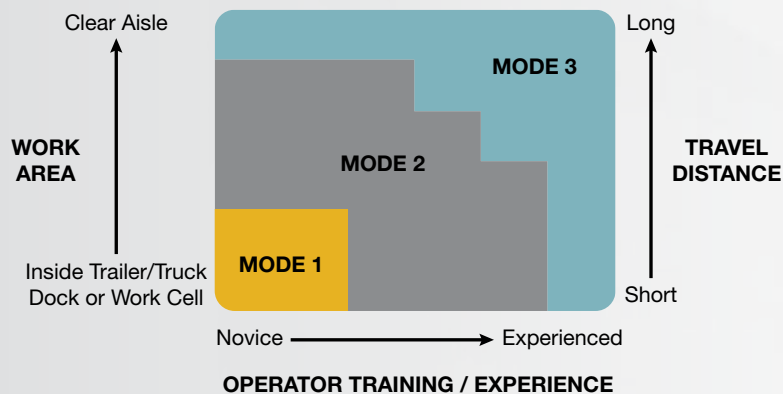 Clear Aisle
Long
MODE 3
WORK
AREA
MODE 2
TRAVEL
DISTANCE
MODE 1
Inside Trailer/Truck
Dock or Work Cell
Short
Novice
Experienced
OPERATOR TRAINING / EXPERIENCE